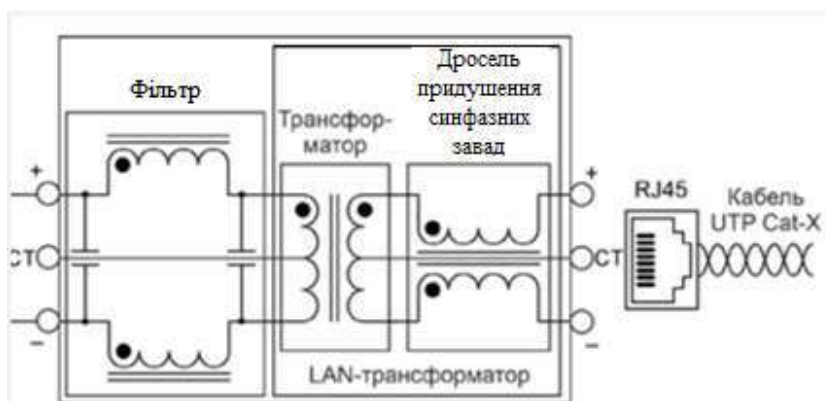 Фільтр
Дросель
придушення
синфазних
завад
Трансфор-
матор
+
СТ
–
+
СТ
–
RJ45
Кабель
UTP Cat-X
LAN-трансформатор